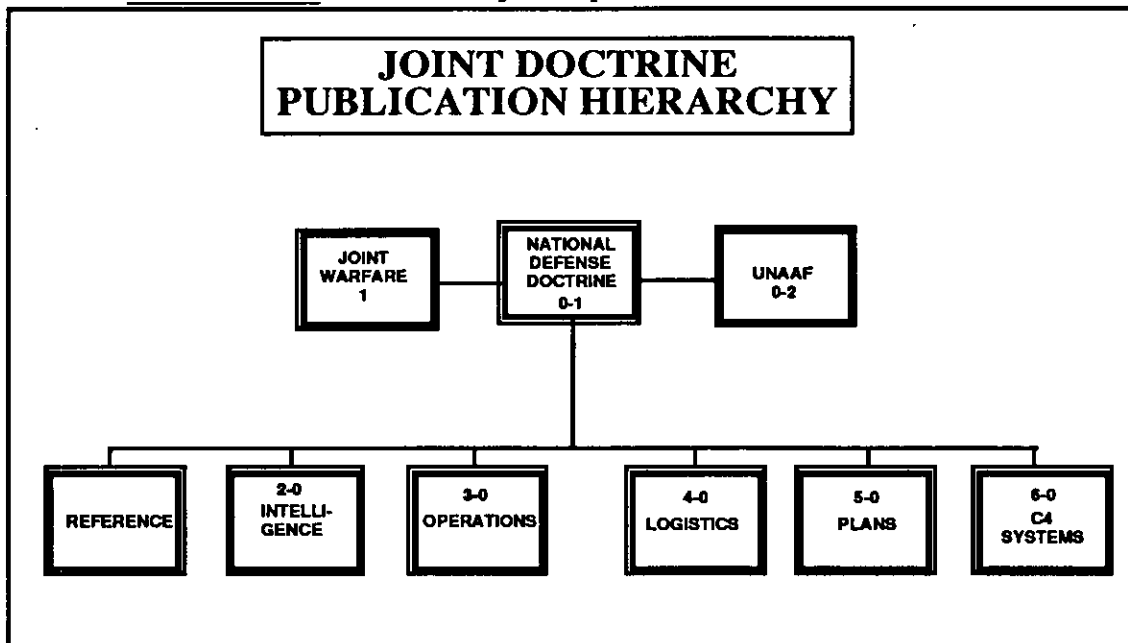 JOINT DOCTRINE
PUBLICATION HIERARCHY
JOINT
WARFARE
1
NATIONAL
DEFENSE
DOCTRINE
0-1
UNAAF
0-2
REFERENCE
2-0
INTELLI-
GENCE
3-0
OPERATIONS
4-0
LOGISTICS
5-0
PLANS
6-0
C4
SYSTEMS